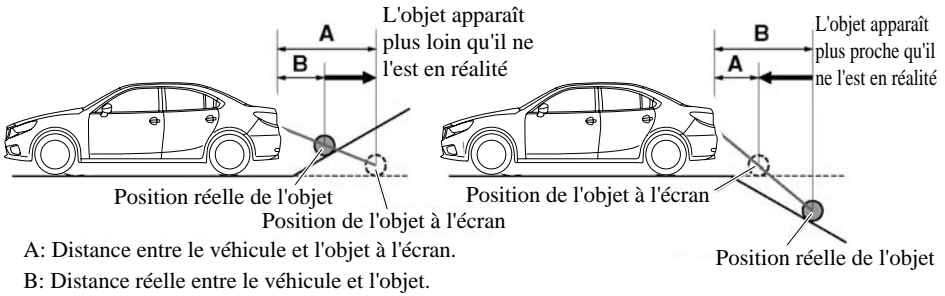 L'objet apparaît
plus loin qu'il ne
l'est en réalité
A
B
Position réelle de l'objet
Position de l'objet à l'écran
L'objet apparaît
plus proche qu'il
ne l'est en réalité
B
A
Position de l'objet à l'écran
Position réelle de l'objet
A: Distance entre le véhicule et l'objet à l'écran.
B: Distance réelle entre le véhicule et l'objet.